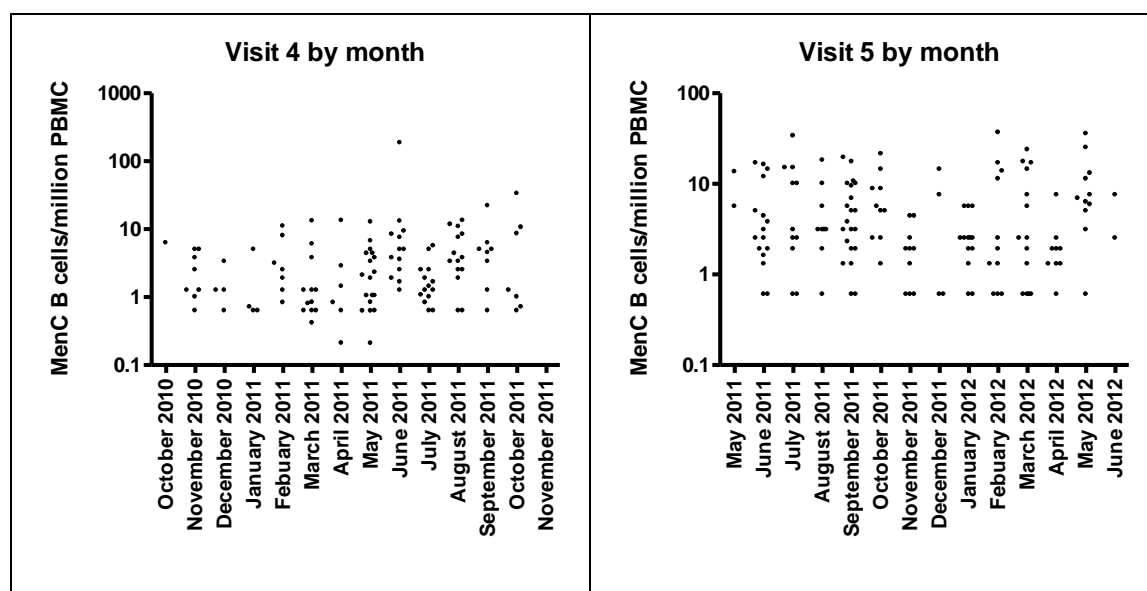 Visit 4 by month
MenC B cells/million PBMC
1000
100
10
1
0.1
October 2010
November 2010
December 2010
January 2011
Febuary 2011
March 2011
April 2011
May 2011
June 2011
July 2011
August 2011
September 2011
October 2011
November 2011
Visit 5 by month
MenC B cells/million PBMC
100
10
1
0.1
May 2011
June 2011
July 2011
August 2011
September 2011
October 2011
November 2011
December 2011
January 2012
Febuary 2012
March 2012
April 2012
May 2012
June 2012